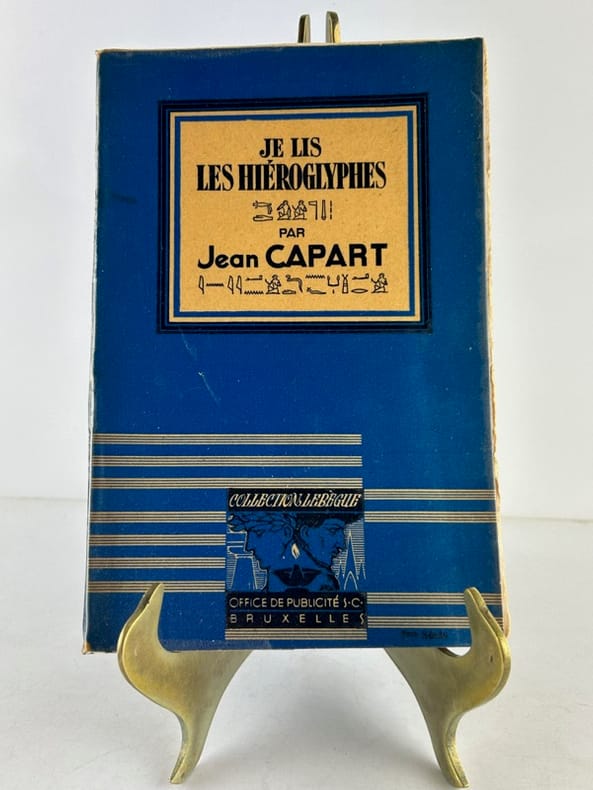 JE LIS
LES HIÉROGLYPHES
PAR
Jean CAPART
COLLECTION LEBÈGUE
OFFICE DE PUBLICITÉ S·C·
BRUXELLES